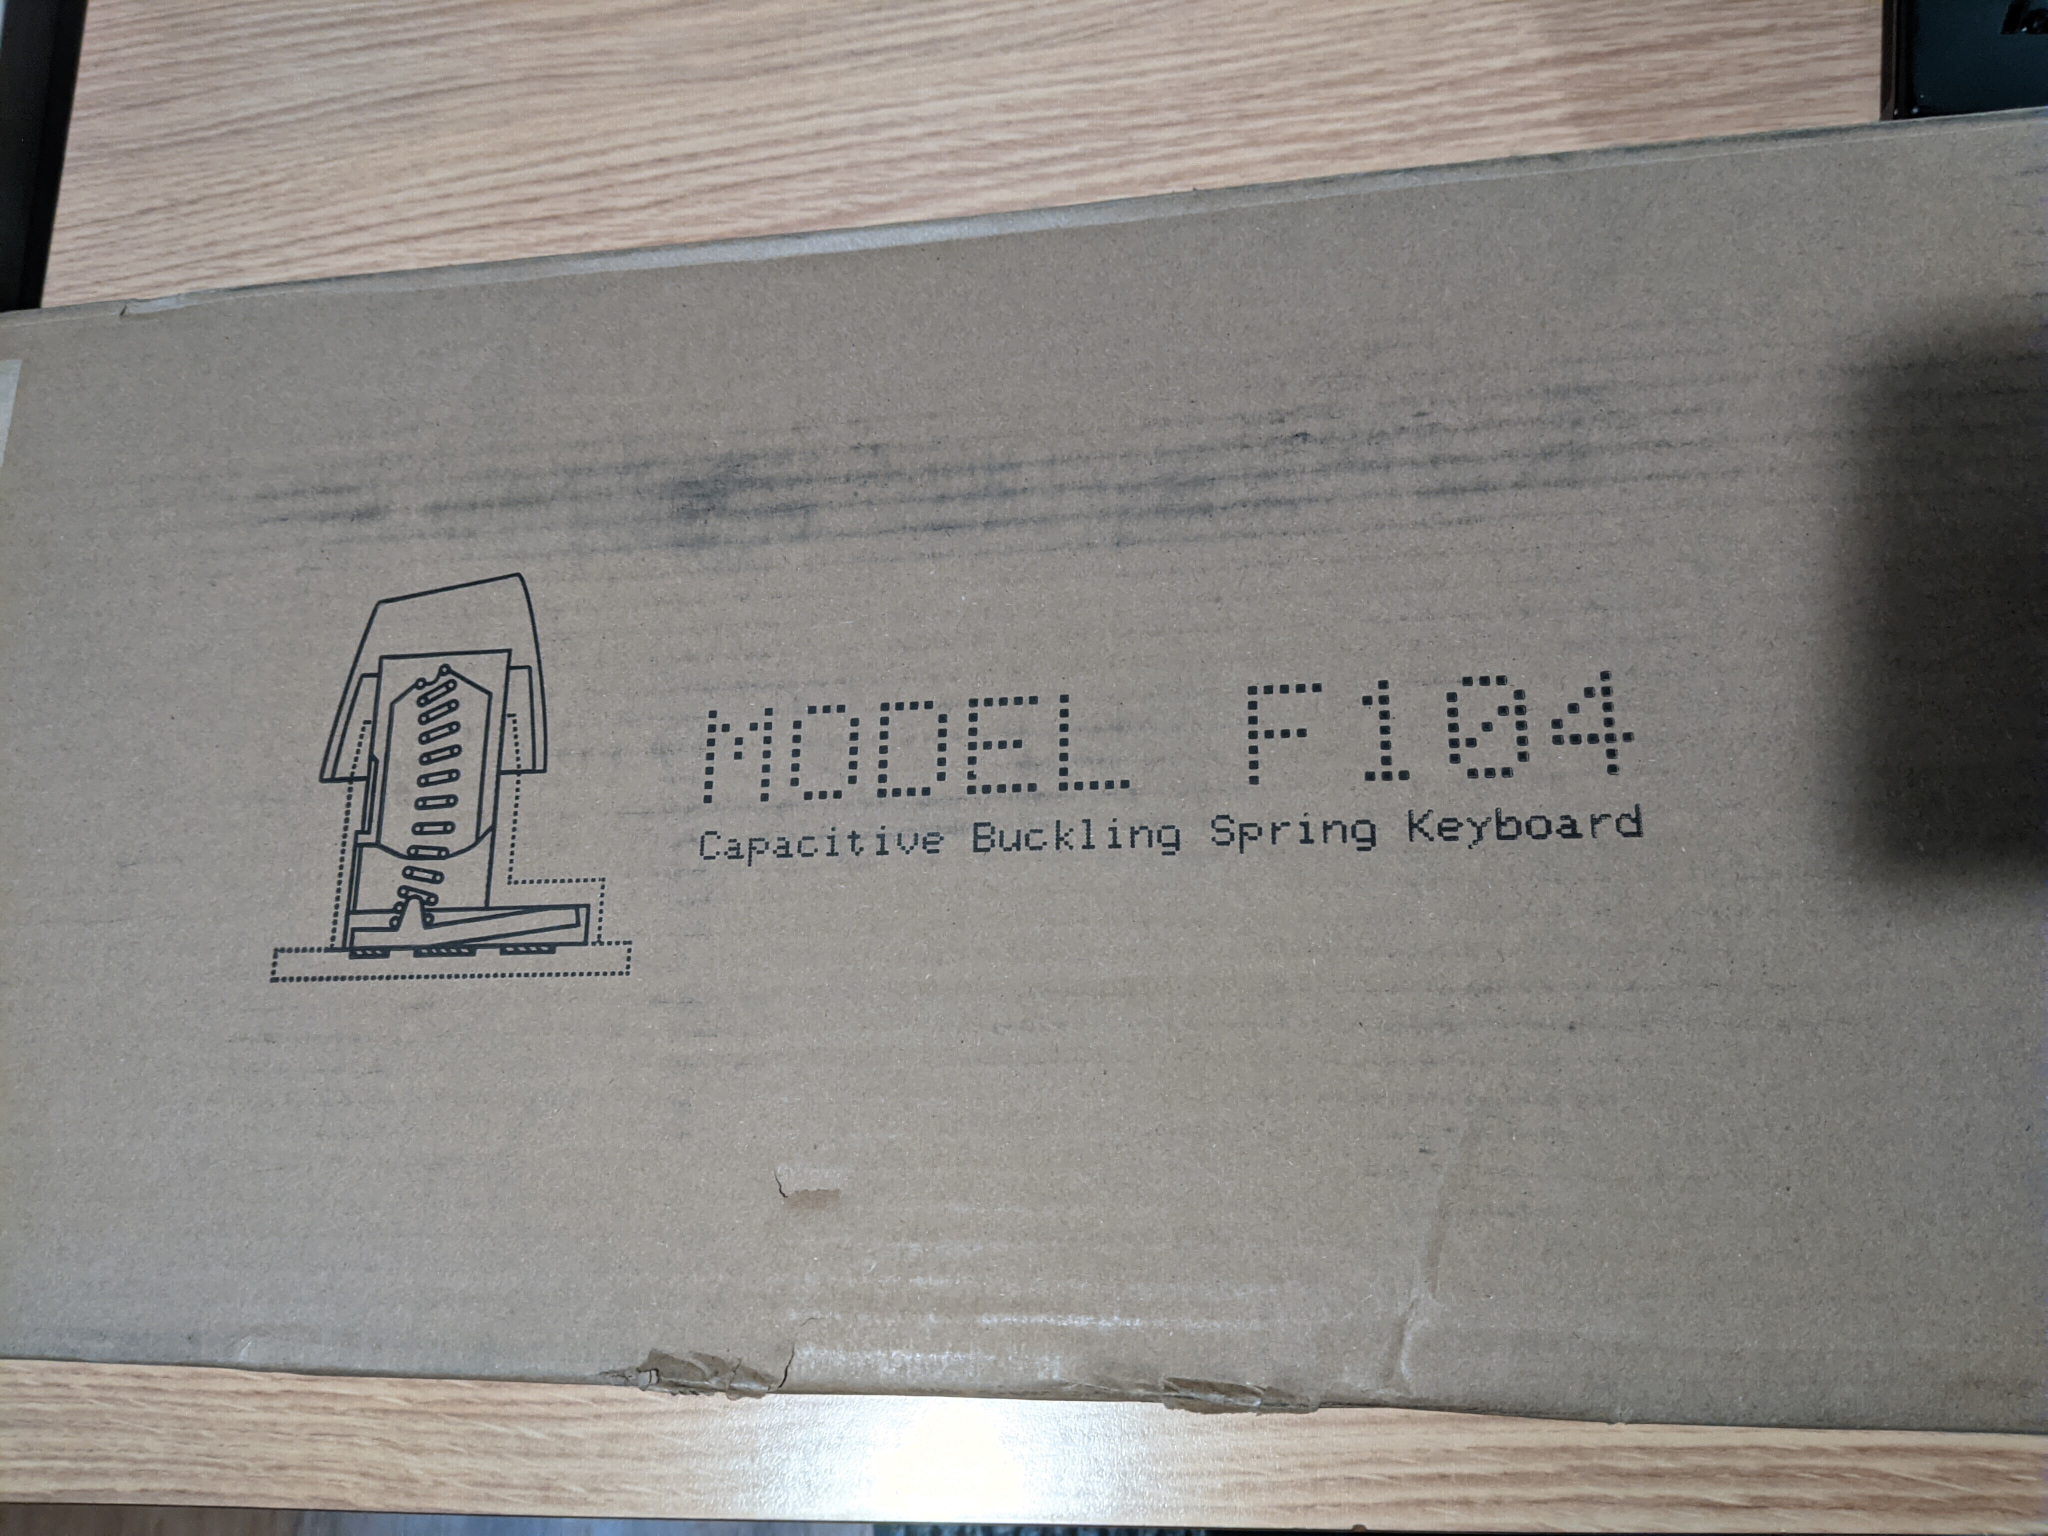 MODEL F104
Capacitive Buckling Spring Keyboard